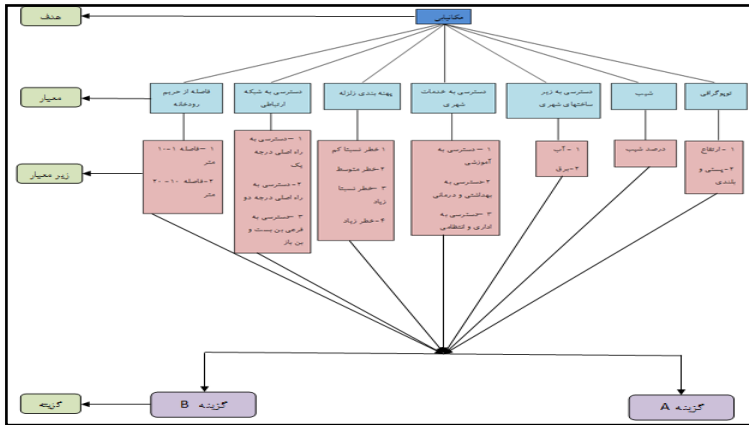 هدف
مکانیابی
معیار
توپوگرافی
شیب
دسترسی به زیر
ساختهای شهری
دسترسی به خدمات
شهری
پهنه بندی زلزله
دسترسی به شبکه
ارتباطی
فاصله از حریم
رودخانه
زیر معیار
۱ -ارتفاع
۲-پستی و
بلندی
درصد شیب
۱ - آب
۲-برق
۱ –دسترسی به
آموزشی
۲-دسترسی به
بهداشتی و درمانی
۳ –دسترسی به
اداری و انتظامی
۱ خطر نسبتا کم
۲-خطر متوسط
۳ –خطر نسبتا
زیاد
۴-خطر زیاد
۱ –دسترسی به
راه اصلی درجه
یک
۲-دسترسی به
راه اصلی درجه دو
۳ –دسترسی به
فرعی بن بست و
بن باز
۱ –فاصله ۱-۱۰
متر
۲-فاصله ۱۰- ۲۰
متر
گزینه
گزینه A
گزینه B